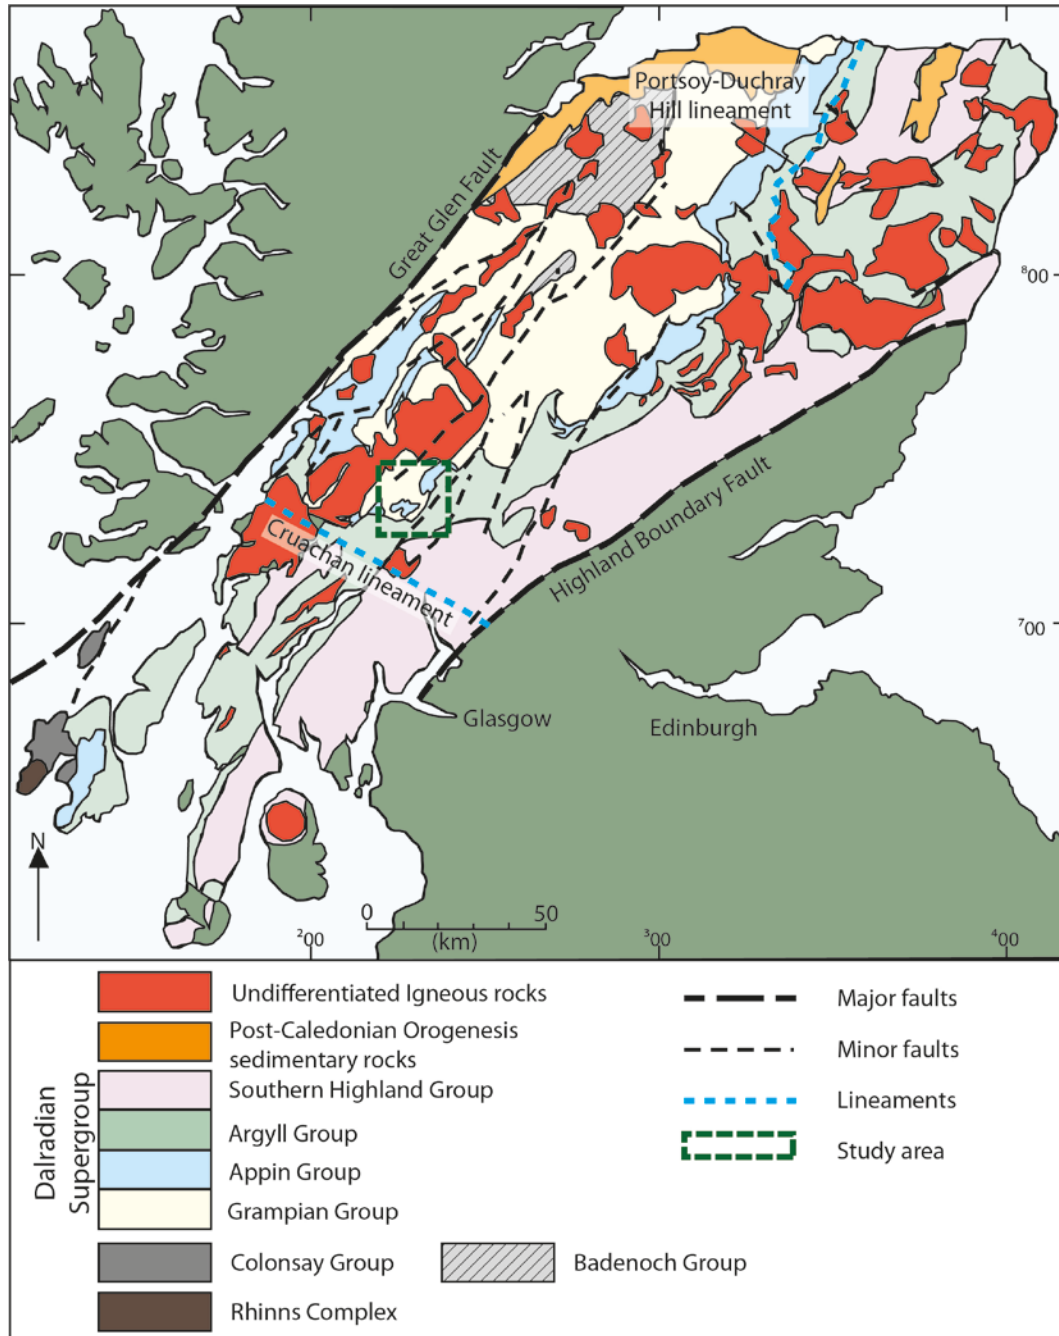 Portsoy-Duchray
Hill lineament
Great Glen Fault
⁸00
Cruachan lineament
Highland Boundary Fault
⁷00
Glasgow
Edinburgh
N
0 50
(km)
²00
³00
⁴00
Undifferentiated Igneous rocks
Post-Caledonian Orogenesis
sedimentary rocks
Dalradian
Supergroup
Southern Highland Group
Argyll Group
Appin Group
Grampian Group
Colonsay Group
Badenoch Group
Rhinns Complex
Major faults
Minor faults
Lineaments
Study area